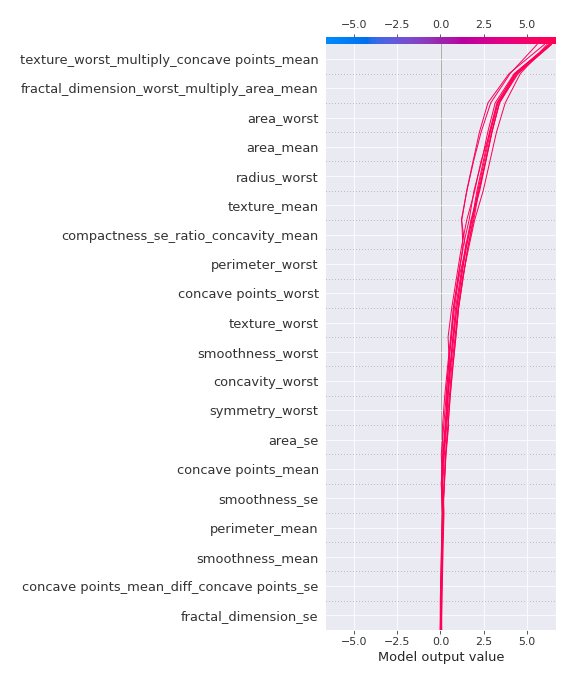 −5.0 −2.5 0.0 2.5 5.0
texture_worst_multiply_concave points_mean
fractal_dimension_worst_multiply_area_mean
area_worst
area_mean
radius_worst
texture_mean
compactness_se_ratio_concavity_mean
perimeter_worst
concave points_worst
texture_worst
smoothness_worst
concavity_worst
symmetry_worst
area_se
concave points_mean
smoothness_se
perimeter_mean
smoothness_mean
concave points_mean_diff_concave points_se
fractal_dimension_se
−5.0 −2.5 0.0 2.5 5.0
Model output value